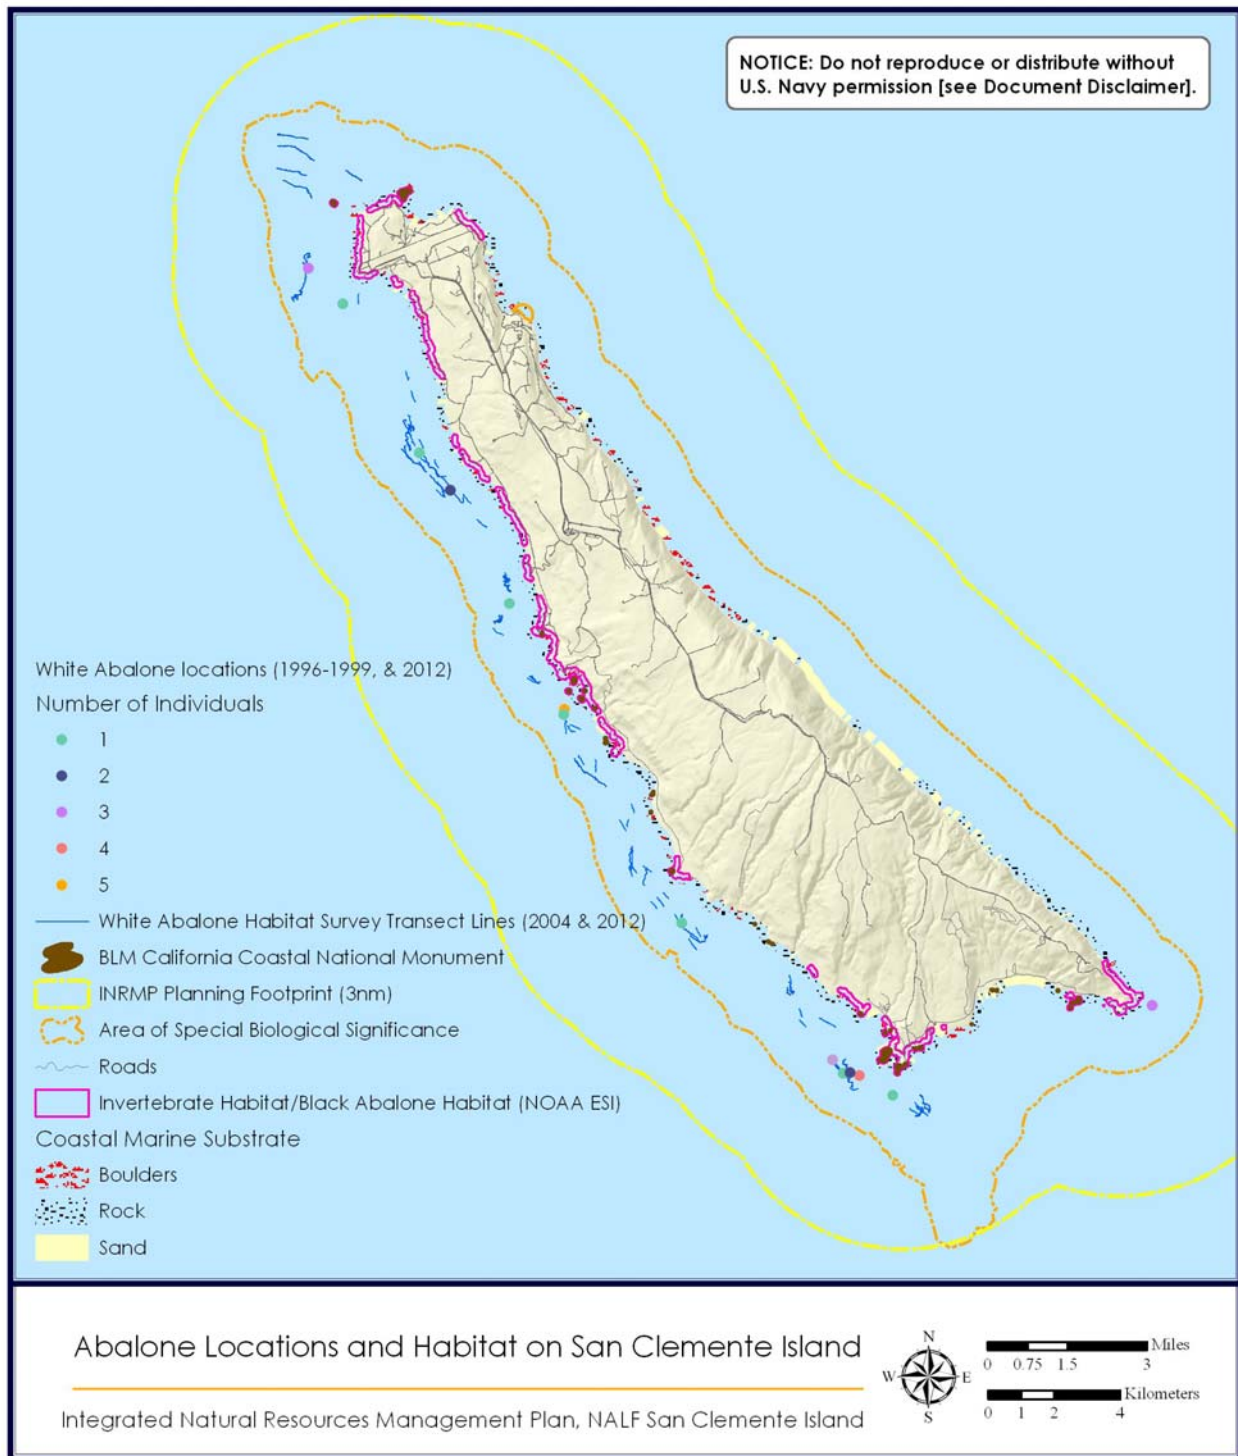 NOTICE: Do not reproduce or distribute without
U.S. Navy permission [see Document Disclaimer].
White Abalone locations (1996-1999, & 2012)
Number of Individuals
1
2
3
4
5
White Abalone Habitat Survey Transect Lines (2004 & 2012)
BLM California Coastal National Monument
INRMP Planning Footprint (3nm)
Area of Special Biological Significance
Roads
Invertebrate Habitat/Black Abalone Habitat (NOAA ESI)
Coastal Marine Substrate
Boulders
Rock
Sand
Abalone Locations and Habitat on San Clemente Island
Integrated Natural Resources Management Plan, NALF San Clemente Island
N
W E
S
Miles
0 0.75 1.5 3
Kilometers
0 1 2 4